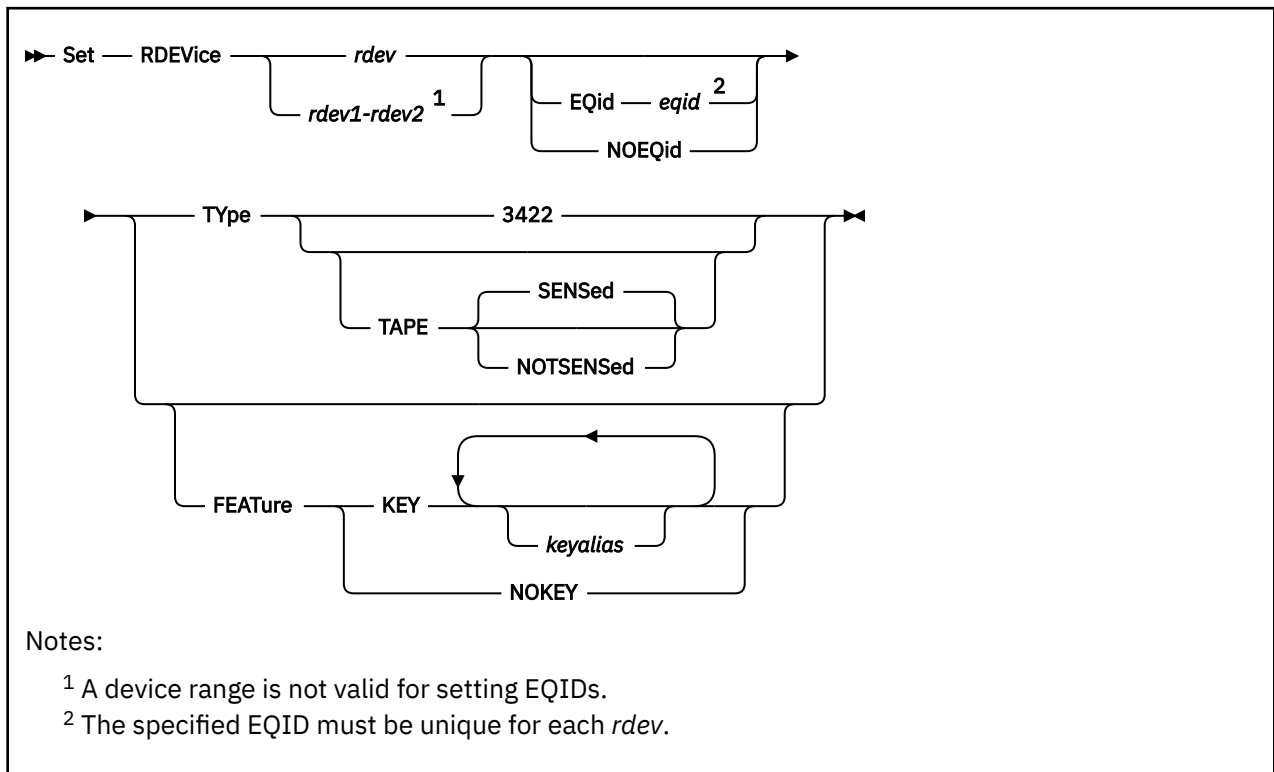 Set RDEVice rdev
rdev1-rdev2 1
EQid eqid 2
NOEQid
TYpe 3422
SENSed
TAPE
NOTSENSed
FEATure KEY
keyalias
NOKEY
Notes:
1 A device range is not valid for setting EQIDs.
2 The specified EQID must be unique for each rdev.